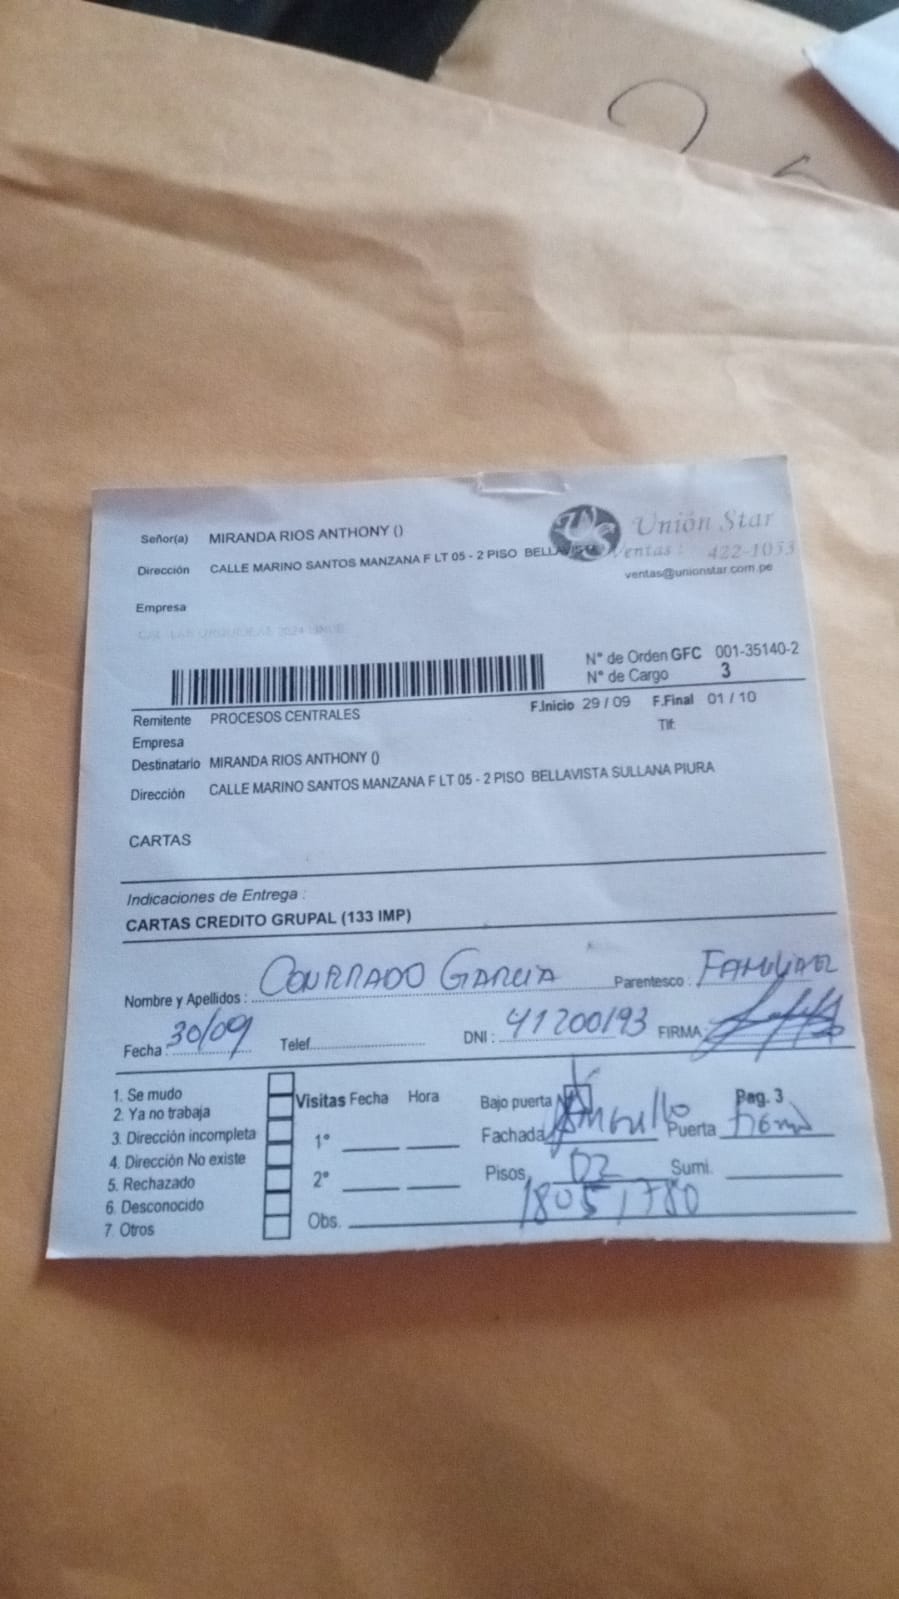 2
Unión Star
Ventas: 422-1053
ventas@unionstar.com.pe
Señor(a) MIRANDA RIOS ANTHONY ()
Dirección CALLE MARINO SANTOS MANZANA F LT 05 - 2 PISO BELLAVISTA
Empresa
N° de Orden GFC 001-35140-2
N° de Cargo 3
Remitente PROCESOS CENTRALES F.Inicio 29 / 09 F.Final 01 / 10
Empresa Tlf:
Destinatario MIRANDA RIOS ANTHONY ()
Dirección CALLE MARINO SANTOS MANZANA F LT 05 - 2 PISO BELLAVISTA SULLANA PIURA
CARTAS
Indicaciones de Entrega :
CARTAS CREDITO GRUPAL (133 IMP)
Nombre y Apellidos : CONRRADO GARCIA Parentesco : FAMILIAR
Fecha : 30/09 Telef. DNI : 41200193 FIRMA:
1. Se mudo
2. Ya no trabaja
3. Dirección incompleta
4. Dirección No existe
5. Rechazado
6. Desconocido
7. Otros
Visitas Fecha Hora
1°
2°
Obs.
Bajo puerta Pag. 3
Fachada Puerta
Pisos 02 Sumi.
18051780